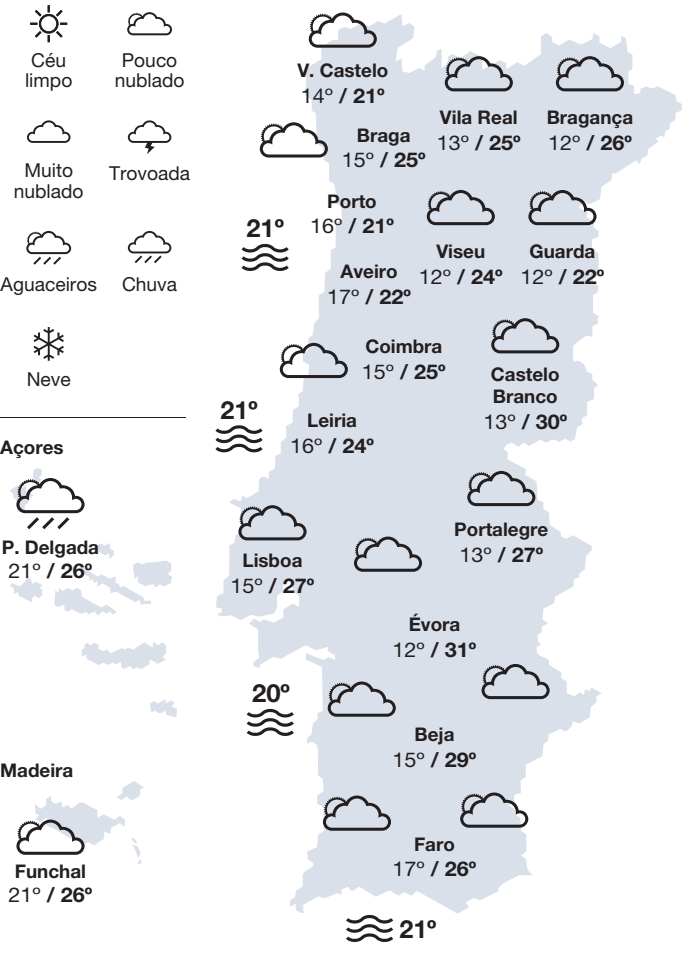 Céu
limpo
Pouco
nublado
Muito
nublado
Trovoada
Aguaceiros
Chuva
Neve
Açores
P. Delgada
21º / 26º
Madeira
Funchal
21º / 26º
V. Castelo
14º / 21º
Vila Real
13º / 25º
Bragança
12º / 26º
Braga
15º / 25º
Porto
16º / 21º
21º
Viseu
12º / 24º
Guarda
12º / 22º
Aveiro
17º / 22º
Coimbra
15º / 25º
Castelo
Branco
13º / 30º
21º
Leiria
16º / 24º
Portalegre
13º / 27º
Lisboa
15º / 27º
Évora
12º / 31º
20º
Beja
15º / 29º
Faro
17º / 26º
21º